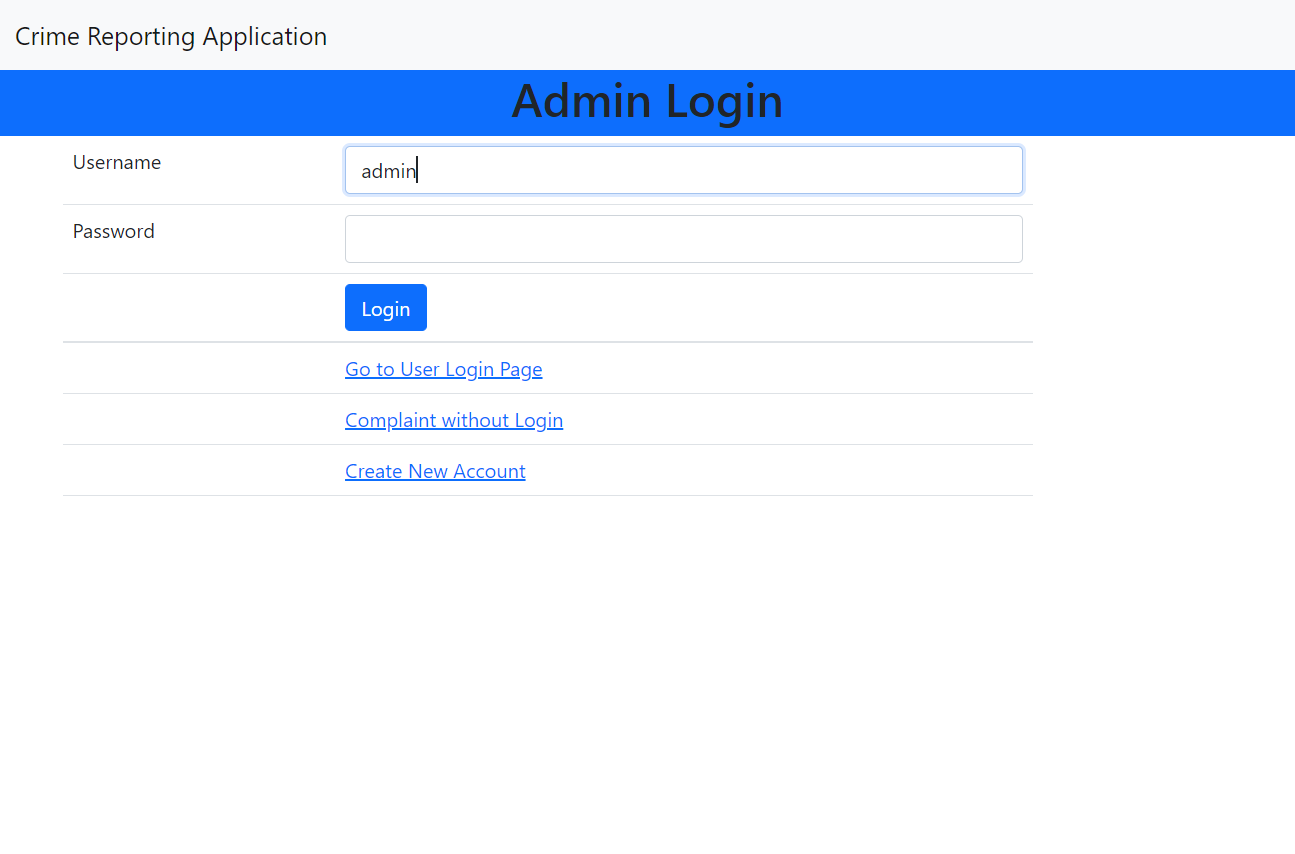 Crime Reporting Application
Admin Login
Username
admin
Password
Login
Go to User Login Page
Complaint without Login
Create New Account